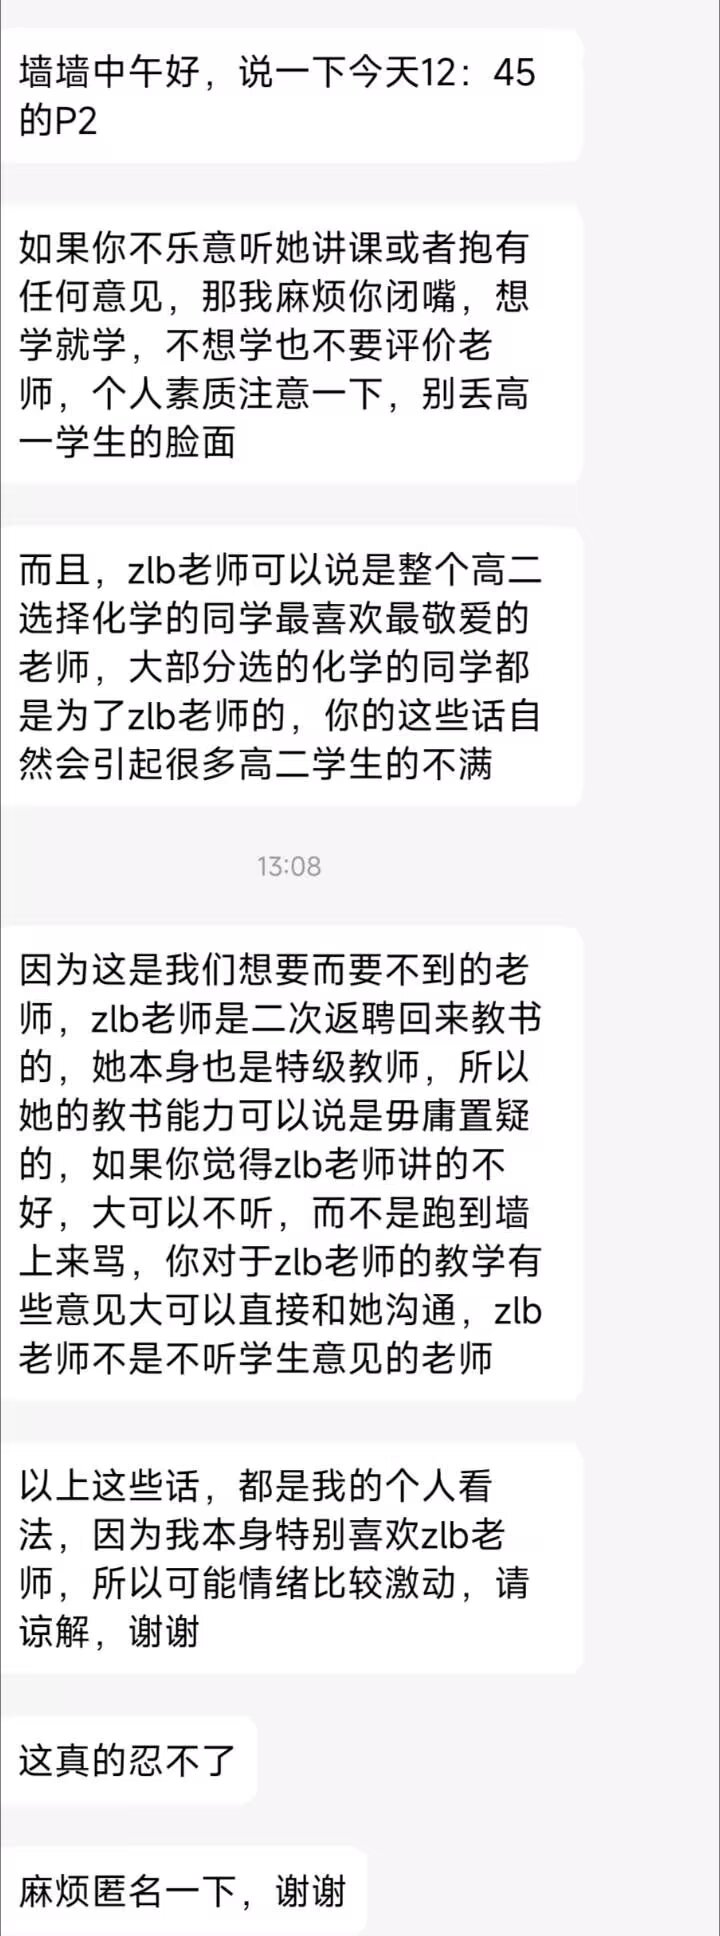 墙墙中午好，说一下今天12：45
的P2
如果你不乐意听她讲课或者抱有
任何意见，那我麻烦你闭嘴，想
学就学，不想学也不要评价老
师，个人素质注意一下，别丢高
一学生的脸面
而且，zlb老师可以说是整个高二
选择化学的同学最喜欢最敬爱的
老师，大部分选的化学的同学都
是为了zlb老师的，你的这些话自
然会引起很多高二学生的不满
13:08
因为这是我们想要而要不到的老
师，zlb老师是二次返聘回来教书
的，她本身也是特级教师，所以
她的教书能力可以说是毋庸置疑
的，如果你觉得zlb老师讲的不
好，大可以不听，而不是跑到墙
上来骂，你对于zlb老师的教学有
些意见大可以直接和她沟通，zlb
老师不是不听学生意见的老师
以上这些话，都是我的个人看
法，因为我本身特别喜欢zlb老
师，所以可能情绪比较激动，请
谅解，谢谢
这真的忍不了
麻烦匿名一下，谢谢